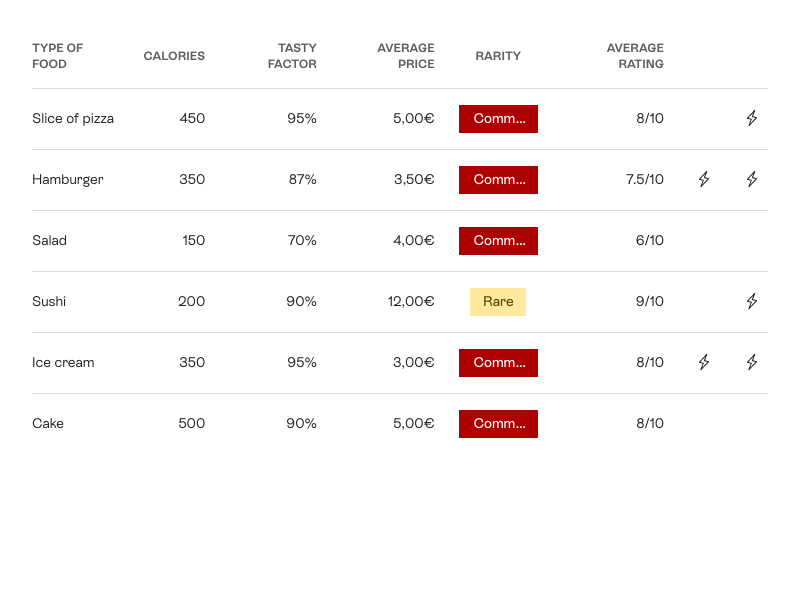 TYPE OF FOOD CALORIES TASTY FACTOR AVERAGE PRICE RARITY AVERAGE RATING
Slice of pizza 450 95% 5,00€ Comm... 8/10
Hamburger 350 87% 3,50€ Comm... 7.5/10
Salad 150 70% 4,00€ Comm... 6/10
Sushi 200 90% 12,00€ Rare 9/10
Ice cream 350 95% 3,00€ Comm... 8/10
Cake 500 90% 5,00€ Comm... 8/10